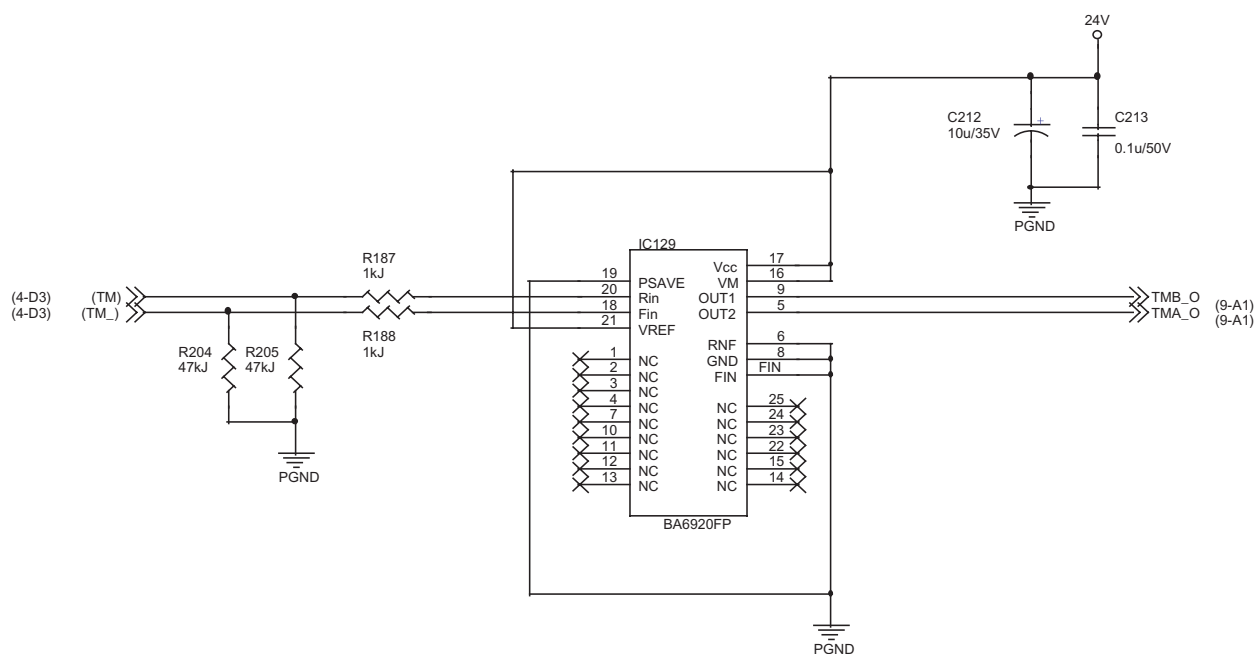 24V
C212
10u/35V
+
C213
0.1u/50V
PGND
IC129
R187
1kJ
17
Vcc
19
16
PSAVE
VM
(4-D3)
(TM)
20
9
Rin
OUT1
TMB_O
(9-A1)
(4-D3)
(TM_)
18
5
Fin
OUT2
TMA_O
(9-A1)
21
VREF
R188
1kJ
6
RNF
R204
47kJ
R205
47kJ
1
NC
8
GND
2
NC
FIN
FIN
3
NC
4
NC
25
NC
7
NC
24
NC
10
NC
23
NC
11
NC
22
NC
12
NC
15
NC
13
NC
14
NC
PGND
BA6920FP
PGND